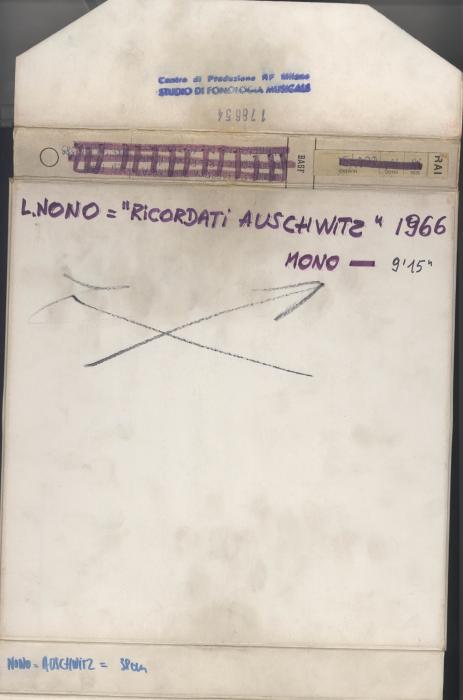 Centro di Produzione RF Milano
STUDIO DI FONOLOGIA MUSICALE
178654
BASF
RAI
L.NONO = "RiCORDATi AUSCHWiTZ" 1966
MONO — 9'15"
NONO = AUSCHWITZ =